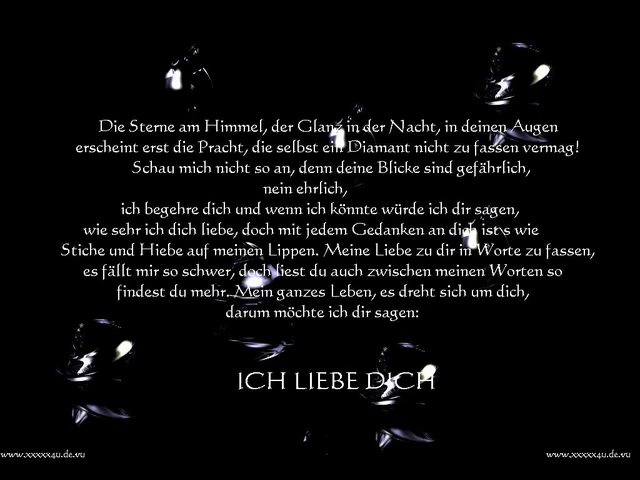 Die Sterne am Himmel, der Glanz in der Nacht, in deinen Augen
erscheint erst die Pracht, die selbst ein Diamant nicht zu fassen vermag!
Schau mich nicht so an, denn deine Blicke sind gefährlich,
nein ehrlich,
ich begehre dich und wenn ich könnte würde ich dir sagen,
wie sehr ich dich liebe, doch mit jedem Gedanken an dich ist's wie
Stiche und Hiebe auf meinen Lippen. Meine Liebe zu dir in Worte zu fassen,
es fällt mir so schwer, doch liest du auch zwischen meinen Worten so
findest du mehr. Mein ganzes Leben, es dreht sich um dich,
darum möchte ich dir sagen:
ICH LIEBE DICH
www.xxxxx4u.de.vu
www.xxxxx4u.de.vu